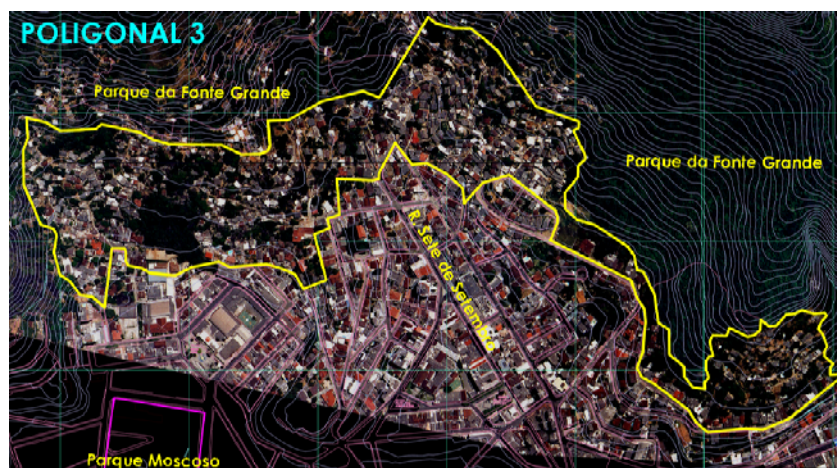 POLIGONAL 3
Parque da Fonte Grande
Parque da Fonte Grande
R. Sete de Setembro
Parque Moscoso